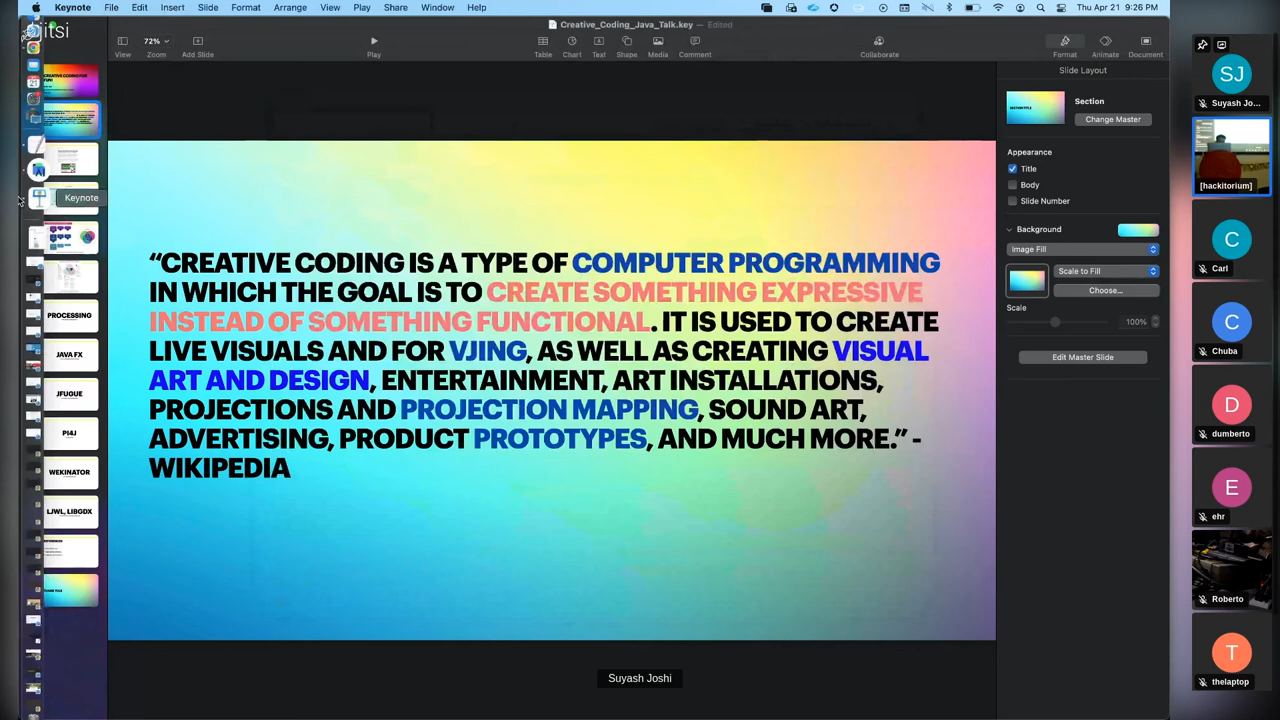 Keynote File Edit Insert Slide Format Arrange View Play Share Window Help
Thu Apr 21 9:26 PM
jitsi
Creative_Coding_Java_Talk.key — Edited
72%
View Zoom Add Slide
Play
Table Chart Text Shape Media Comment
Collaborate
Format Animate Document
Keynote
PROCESSING
JAVA FX
JFUGUE
PI4J
WEKINATOR
LJWL, LIBGDX
“CREATIVE CODING IS A TYPE OF COMPUTER PROGRAMMING
IN WHICH THE GOAL IS TO CREATE SOMETHING EXPRESSIVE
INSTEAD OF SOMETHING FUNCTIONAL. IT IS USED TO CREATE
LIVE VISUALS AND FOR VJING, AS WELL AS CREATING VISUAL
ART AND DESIGN, ENTERTAINMENT, ART INSTALLATIONS,
PROJECTIONS AND PROJECTION MAPPING, SOUND ART,
ADVERTISING, PRODUCT PROTOTYPES, AND MUCH MORE.” -
WIKIPEDIA
Suyash Joshi
Slide Layout
SECTION TITLE
Section
Change Master
Appearance
Title
Body
Slide Number
Background
Image Fill
Scale to Fill
Choose...
Scale
100%
Edit Master Slide
SJ
Suyash Jo...
[hackitorium]
C
Carl
C
Chuba
D
dumberto
E
ehr
Roberto
T
thelaptop